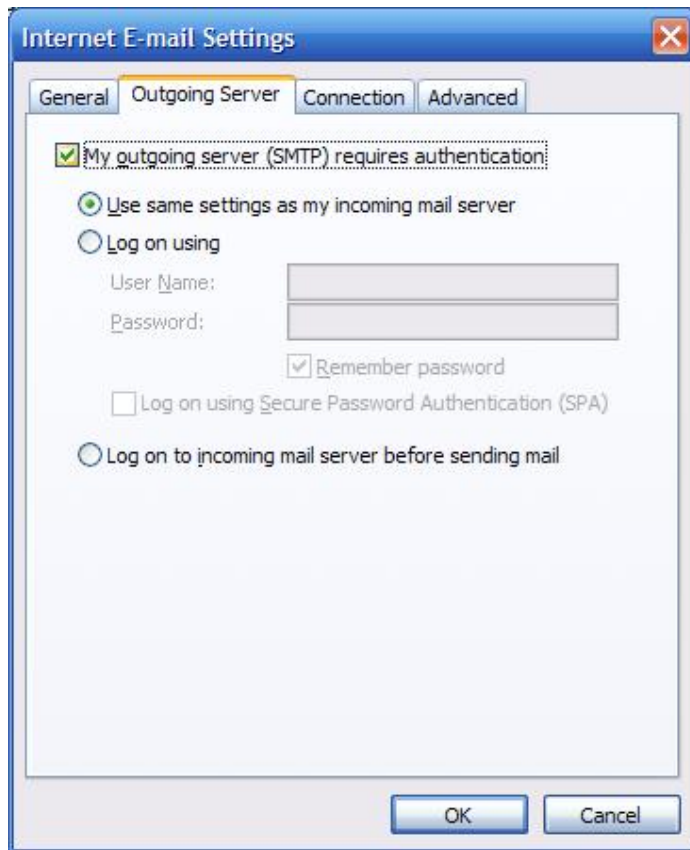 Internet E-mail Settings
General Outgoing Server Connection Advanced
My outgoing server (SMTP) requires authentication
Use same settings as my incoming mail server
Log on using
User Name:
Password:
Remember password
Log on using Secure Password Authentication (SPA)
Log on to incoming mail server before sending mail
OK Cancel